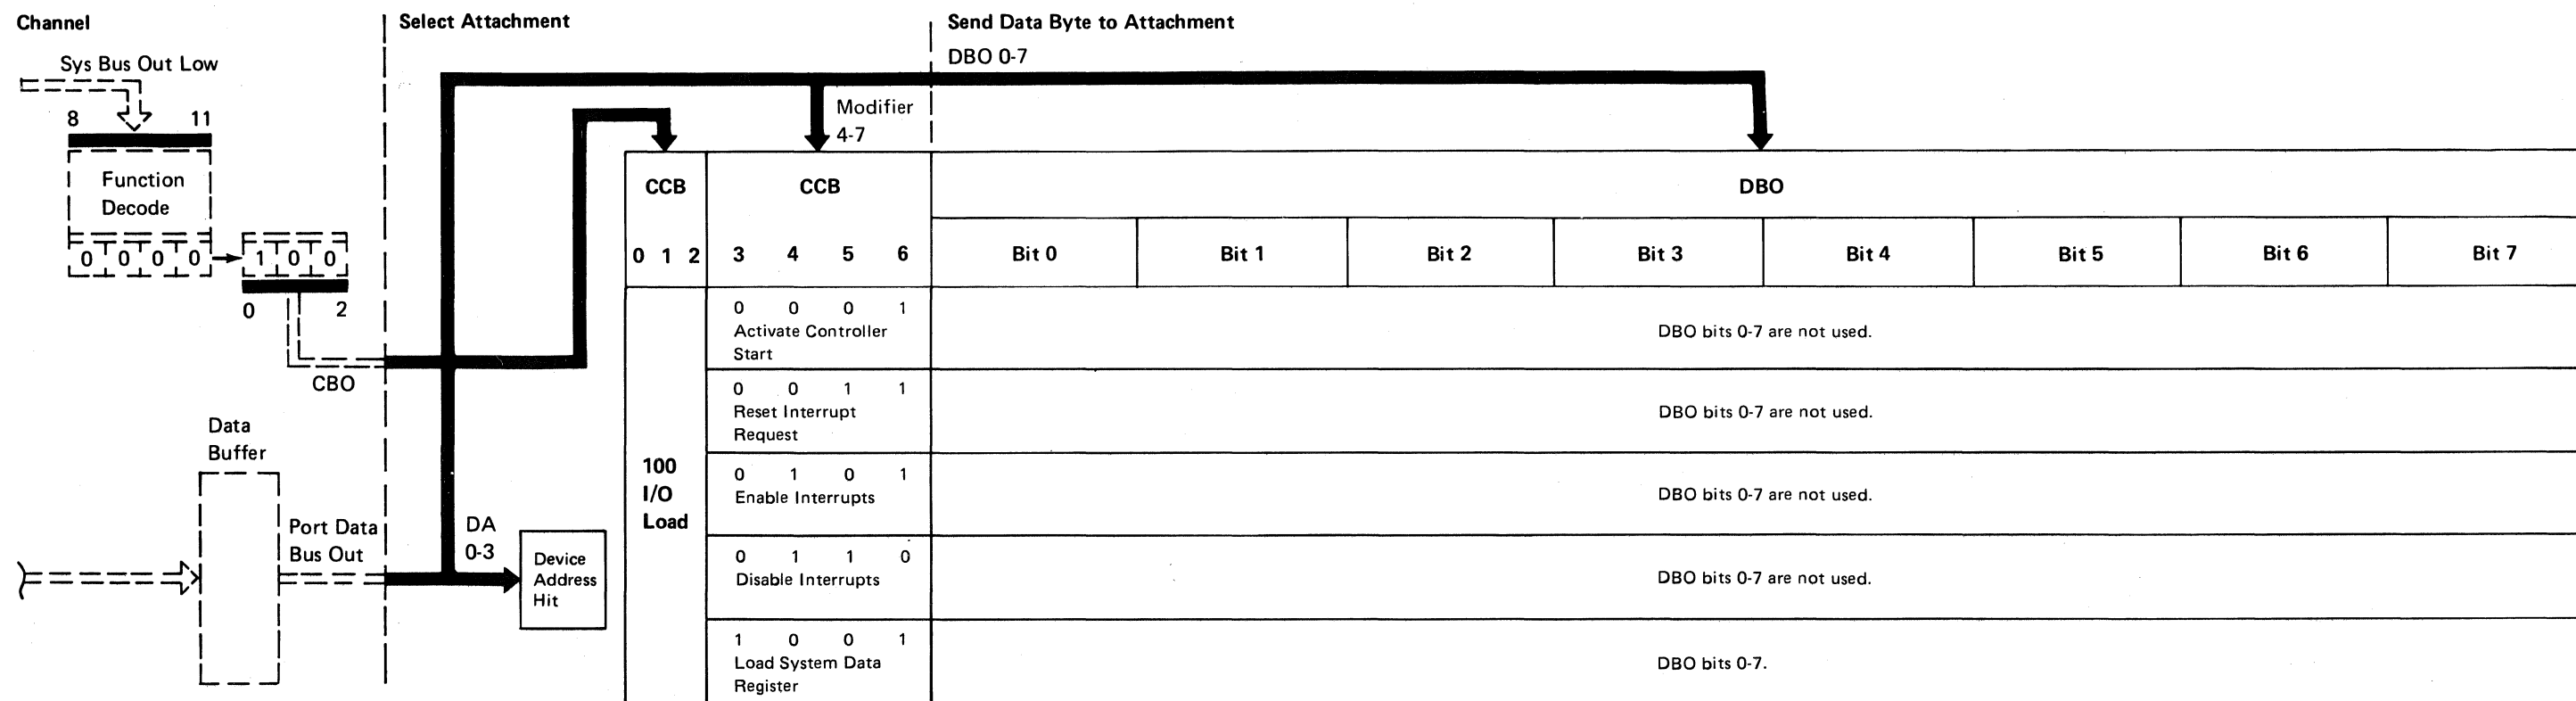 Channel
Select Attachment
Send Data Byte to Attachment
DBO 0-7
Sys Bus Out Low
8 11
Modifier
4-7
Function
Decode
0 0 0 0
1 0 0
0 2
CBO
Data
Buffer
Port Data
Bus Out
DA
0-3
Device
Address
Hit
CCB CCB DBO
0 1 2 3 4 5 6 Bit 0 Bit 1 Bit 2 Bit 3 Bit 4 Bit 5 Bit 6 Bit 7
100
I/O
Load
0 0 0 1
Activate Controller
Start
DBO bits 0-7 are not used.
0 0 1 1
Reset Interrupt
Request
DBO bits 0-7 are not used.
0 1 0 1
Enable Interrupts
DBO bits 0-7 are not used.
0 1 1 0
Disable Interrupts
DBO bits 0-7 are not used.
1 0 0 1
Load System Data
Register
DBO bits 0-7.